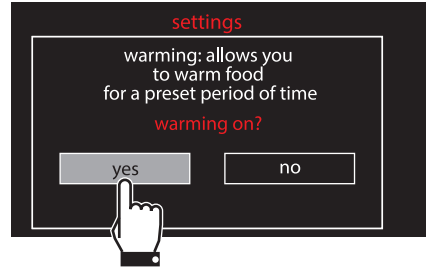 settings
warming: allows you
to warm food
for a preset period of time
warming on?
yes
no